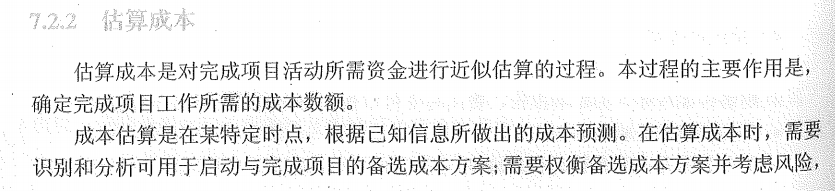 7.2.2 估算成本
估算成本是对完成项目活动所需资金进行近似估算的过程。本过程的主要作用是,
确定完成项目工作所需的成本数额。
成本估算是在某特定时点，根据已知信息所做出的成本预测。在估算成本时，需要
识别和分析可用于启动与完成项目的备选成本方案;需要权衡备选成本方案并考虑风险,